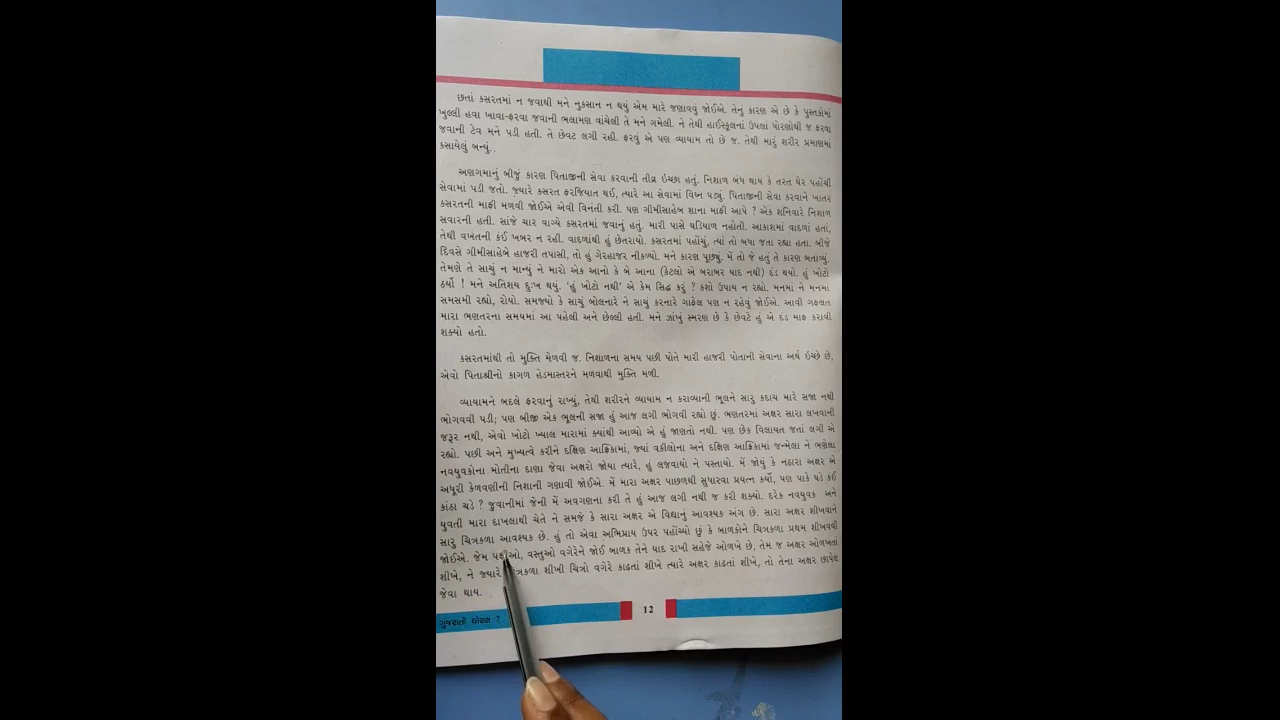 છતાં કસરતમાં ન જવાથી મને નુકસાન ન થયું એમ મારે જણાવવું જોઈએ. તેનું કારણ એ છે કે પુસ્તકોમાં
ખુલ્લી હવા ખાવા-ફરવા જવાની ભલામણ વાંચેલી તે મને ગમેલી. ને તેથી હાઈસ્કૂલનાં ઉપલાં ધોરણોથી જ ફરવા
જવાની ટેવ મને પડી હતી. તે છેવટ લગી રહી. ફરવું એ પણ વ્યાયામ તો છે જ. તેથી મારું શરીર પ્રમાણમાં
કસાયેલું બન્યું.
અણગમાનું બીજું કારણ પિતાજીની સેવા કરવાની તીવ્ર ઇચ્છા હતું. નિશાળ બંધ થાય કે તરત ઘેર પહોંચી
સેવામાં પડી જતો. જ્યારે કસરત ફરજિયાત થઈ, ત્યારે આ સેવામાં વિઘ્ન પડ્યું. પિતાજીની સેવા કરવાને ખાતર
કસરતની માફી મળવી જોઈએ એવી વિનંતી કરી. પણ ગીમીસાહેબ શાના માફી આપે ? એક શનિવારે નિશાળ
સવારની હતી. સાંજે ચાર વાગ્યે કસરતમાં જવાનું હતું. મારી પાસે ઘડિયાળ નહોતી. આકાશમાં વાદળાં હતાં,
તેથી વખતની કંઈ ખબર ન રહી. વાદળાંથી હું છેતરાયો. કસરતમાં પહોંચું, ત્યાં તો બધા જતા રહ્યા હતા. બીજે
દિવસે ગીમીસાહેબે હાજરી તપાસી, તો હું ગેરહાજર નીકળ્યો. મને કારણ પૂછ્યું. મેં તો જે હતું તે કારણ બતાવ્યું.
તેમણે તે સાચું ન માન્યું ને મારો એક આનો કે બે આના (કેટલો એ બરાબર યાદ નથી) દંડ થયો. હું ખોટો
ઠર્યો ! મને અતિશય દુઃખ થયું. 'હું ખોટો નથી' એ કેમ સિદ્ધ કરું ? કશો ઉપાય ન રહ્યો. મનમાં ને મનમાં
સમસમી રહ્યો, રોયો. સમજ્યો કે સાચું બોલનારે ને સાચું કરનારે ગાફેલ પણ ન રહેવું જોઈએ. આવી ગફલત
મારા ભણતરના સમયમાં આ પહેલી અને છેલ્લી હતી. મને ઝાંખું સ્મરણ છે કે છેવટે હું એ દંડ માફ કરાવી
શક્યો હતો.
કસરતમાંથી તો મુક્તિ મેળવી જ. નિશાળના સમય પછી પોતે મારી હાજરી પોતાની સેવાના અર્થે ઇચ્છે છે,
એવો પિતાશ્રીનો કાગળ હેડમાસ્તરને મળવાથી મુક્તિ મળી.
વ્યાયામને બદલે ફરવાનું રાખ્યું, તેથી શરીરને વ્યાયામ ન કરાવ્યાની ભૂલને સારુ કદાચ મારે સજા નથી
ભોગવવી પડી; પણ બીજી એક ભૂલની સજા હું આજ લગી ભોગવી રહ્યો છું. ભણતરમાં અક્ષર સારા લખવાની
જરૂર નથી, એવો ખોટો ખ્યાલ મારામાં ક્યાંથી આવ્યો એ હું જાણતો નથી. પણ છેક વિલાયત જતાં લગી એ
રહ્યો. પછી અને મુખ્યત્વે કરીને દક્ષિણ આફ્રિકામાં, જ્યાં વકીલોના અને દક્ષિણ આફ્રિકામાં જન્મેલા ને ભણેલા
નવયુવકોના મોતીના દાણા જેવા અક્ષરો જોયા ત્યારે, હું લજવાયો ને પસ્તાયો. મેં જોયું કે નઠારા અક્ષર એ
અધૂરી કેળવણીની નિશાની ગણાવી જોઈએ. મેં મારા અક્ષર પાછળથી સુધારવા પ્રયત્ન કર્યો, પણ પાકે ઘડે કંઈ
કાંઠા ચડે ? જુવાનીમાં જેની મેં અવગણના કરી તે હું આજ લગી નથી જ કરી શક્યો. દરેક નવયુવક અને
યુવતી મારા દાખલાથી ચેતે ને સમજે કે સારા અક્ષર એ વિદ્યાનું આવશ્યક અંગ છે. સારા અક્ષર શીખવાને
સારુ ચિત્રકળા આવશ્યક છે. હું તો એવા અભિપ્રાય ઉપર પહોંચ્યો છું કે બાળકોને ચિત્રકળા પ્રથમ શીખવવી
જોઈએ. જેમ પક્ષીઓ, વસ્તુઓ વગેરેને જોઈ બાળક તેને યાદ રાખી સહેજે ઓળખે છે, તેમ જ અક્ષર ઓળખતાં
શીખે, ને જ્યારે ચિત્રકળા શીખી ચિત્રો વગેરે કાઢતાં શીખે ત્યારે અક્ષર કાઢતાં શીખે, તો તેના અક્ષર છાપેલ
જેવા થાય.
12
ગુજરાતી ધોરણ 7